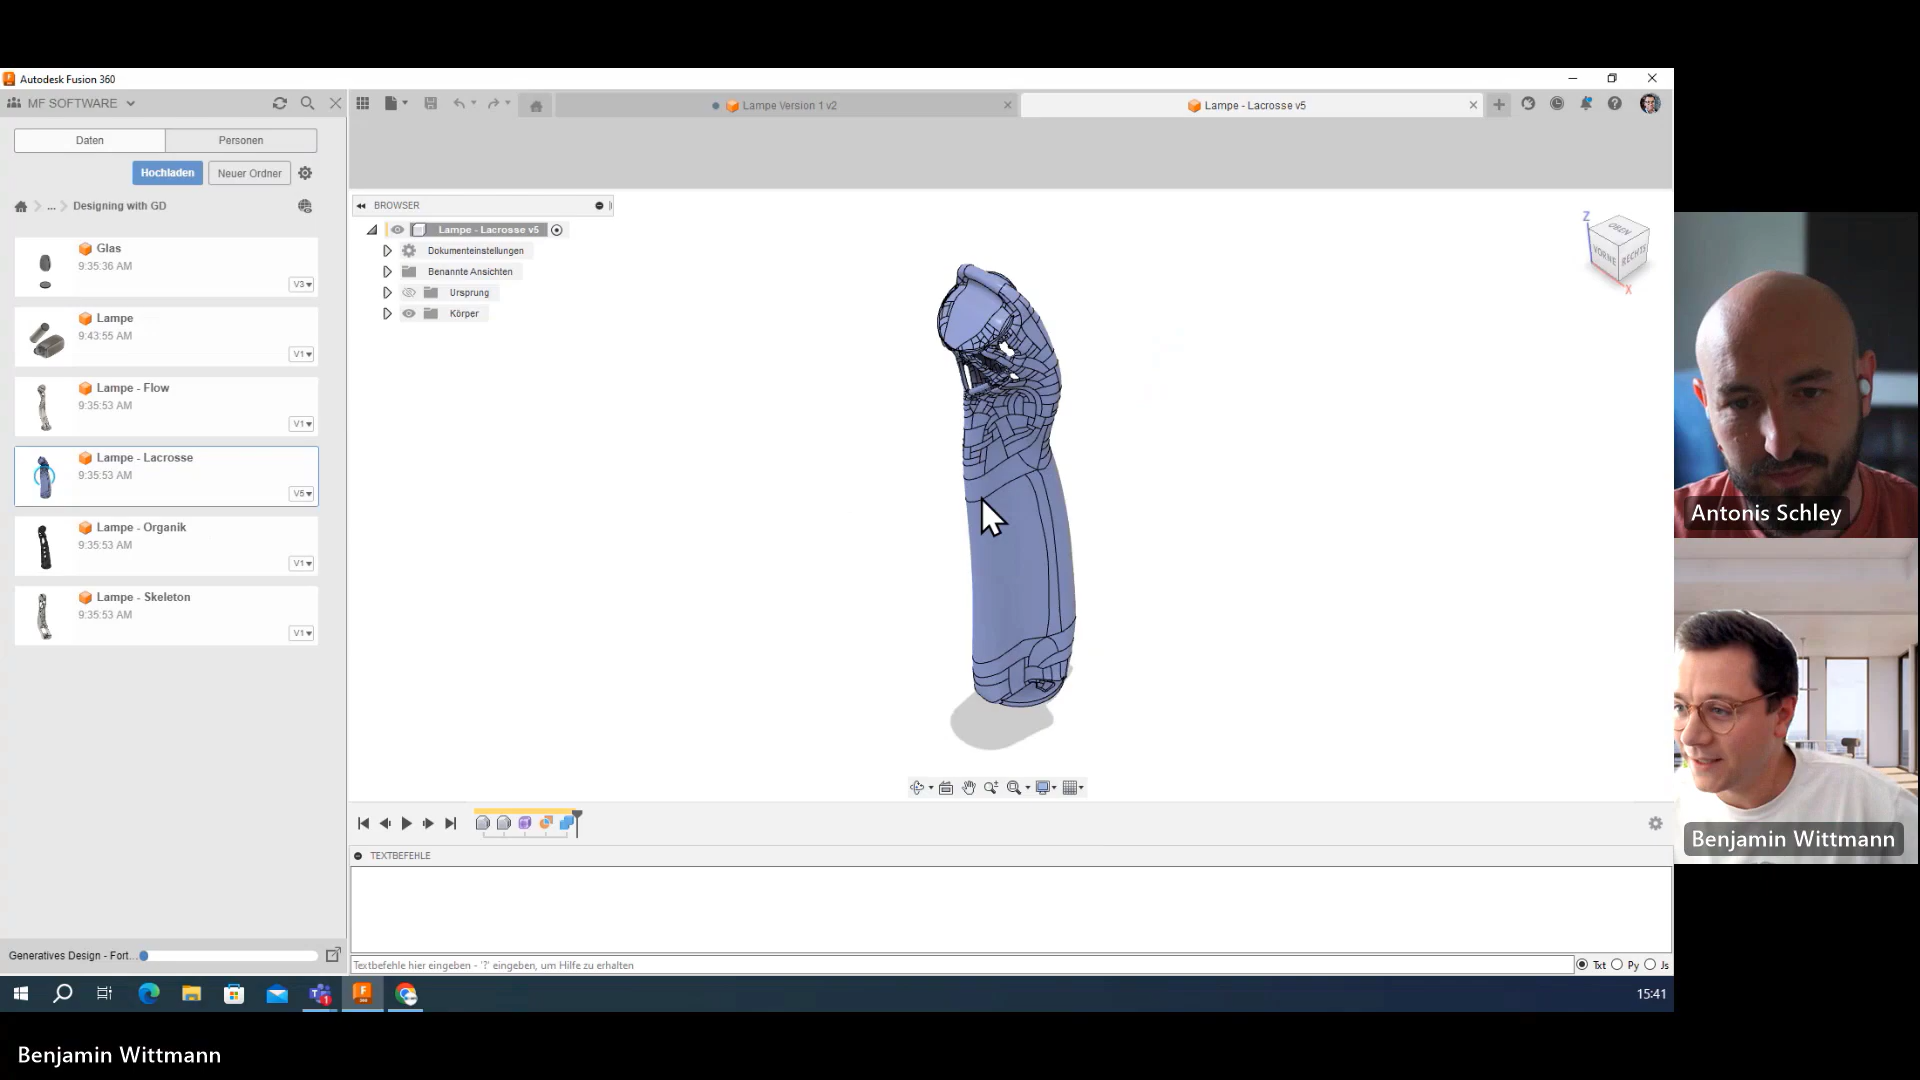 Autodesk Fusion 360
MF SOFTWARE
Daten
Personen
Hochladen
Neuer Ordner
... Designing with GD
Glas
9:35:36 AM
V3
Lampe
9:43:55 AM
V1
Lampe - Flow
9:35:53 AM
V1
Lampe - Lacrosse
9:35:53 AM
V5
Lampe - Organik
9:35:53 AM
V1
Lampe - Skeleton
9:35:53 AM
V1
Generatives Design - Fort...
Lampe Version 1 v2
Lampe - Lacrosse v5
BROWSER
Lampe - Lacrosse v5
Dokumenteinstellungen
Benannte Ansichten
Ursprung
Körper
Z
OBEN
VORNE
RECHTS
X
TEXTBEFEHLE
Textbefehle hier eingeben - '?' eingeben, um Hilfe zu erhalten
Txt Py Js
15:41
Antonis Schley
Benjamin Wittmann
Benjamin Wittmann